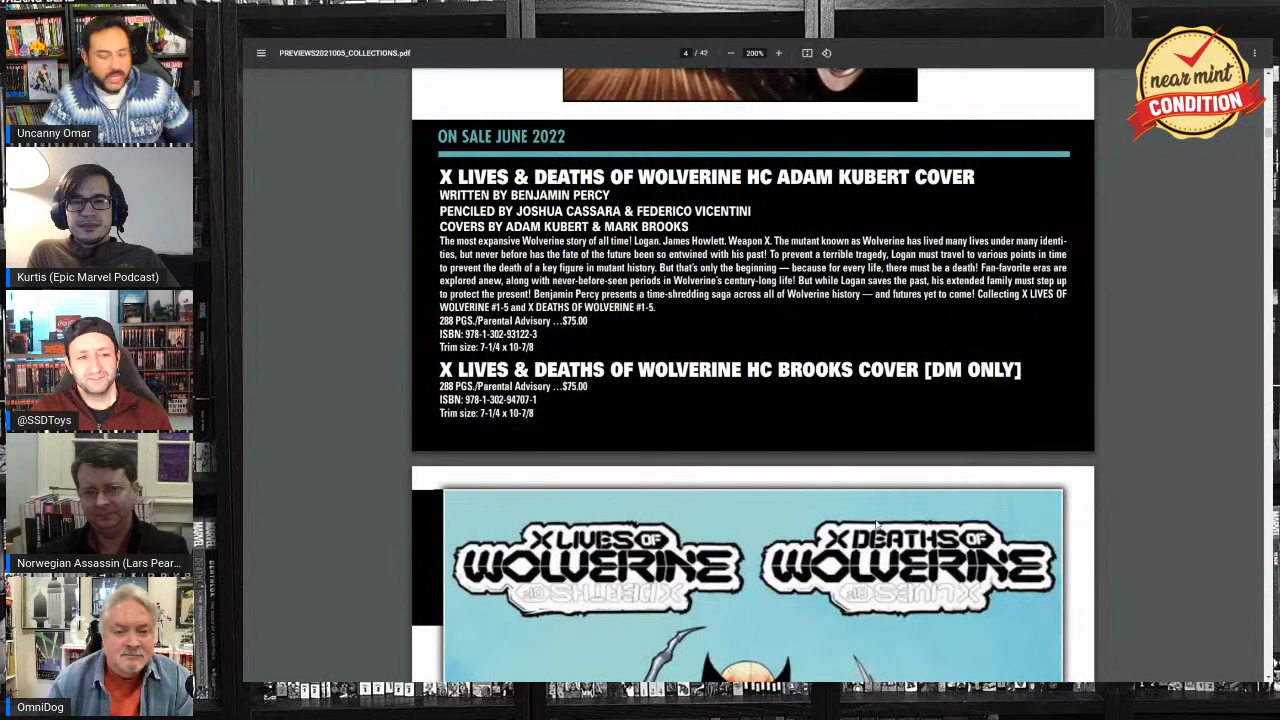 PREVIEWS2021005_COLLECTIONS.pdf
4 / 42
200%
near mint
CONDITION
Uncanny Omar
Kurtis (Epic Marvel Podcast)
@SSDToys
Norwegian Assassin (Lars Pear...
OmniDog
ON SALE JUNE 2022
X LIVES & DEATHS OF WOLVERINE HC ADAM KUBERT COVER
WRITTEN BY BENJAMIN PERCY
PENCILED BY JOSHUA CASSARA & FEDERICO VICENTINI
COVERS BY ADAM KUBERT & MARK BROOKS
The most expansive Wolverine story of all time! Logan. James Howlett. Weapon X. The mutant known as Wolverine has lived many lives under many identi-
ties, but never before has the fate of the future been so entwined with his past! To prevent a terrible tragedy, Logan must travel to various points in time
to prevent the death of a key figure in mutant history. But that's only the beginning — because for every life, there must be a death! Fan-favorite eras are
explored anew, along with never-before-seen periods in Wolverine's century-long life! But while Logan saves the past, his extended family must step up
to protect the present! Benjamin Percy presents a time-shredding saga across all of Wolverine history — and futures yet to come! Collecting X LIVES OF
WOLVERINE #1-5 and X DEATHS OF WOLVERINE #1-5.
288 PGS./Parental Advisory ...$75.00
ISBN: 978-1-302-93122-3
Trim size: 7-1/4 x 10-7/8
X LIVES & DEATHS OF WOLVERINE HC BROOKS COVER [DM ONLY]
288 PGS./Parental Advisory ...$75.00
ISBN: 978-1-302-94707-1
Trim size: 7-1/4 x 10-7/8
X LIVES OF
WOLVERINE
X DEATHS OF
X DEATHS OF
WOLVERINE
X LIVES OF